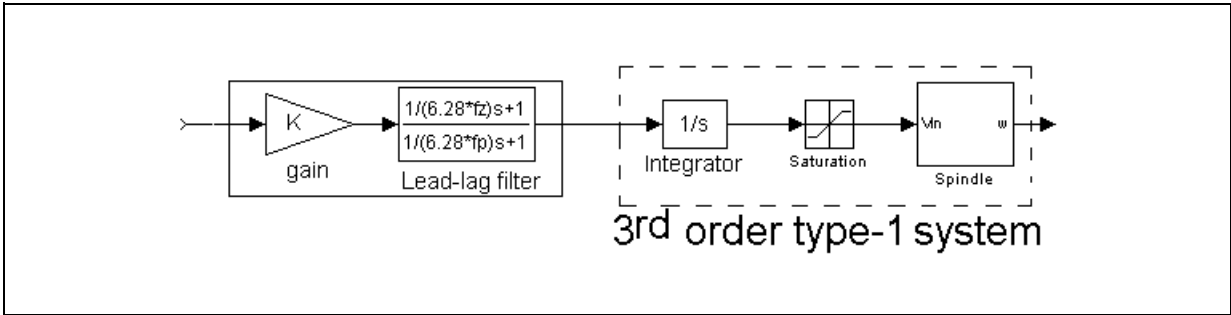 K
gain
1/(6.28*fz)s+1
1/(6.28*fp)s+1
Lead-lag filter
1/s
Integrator
Saturation
Vin w
Spindle
3rd order type-1 system